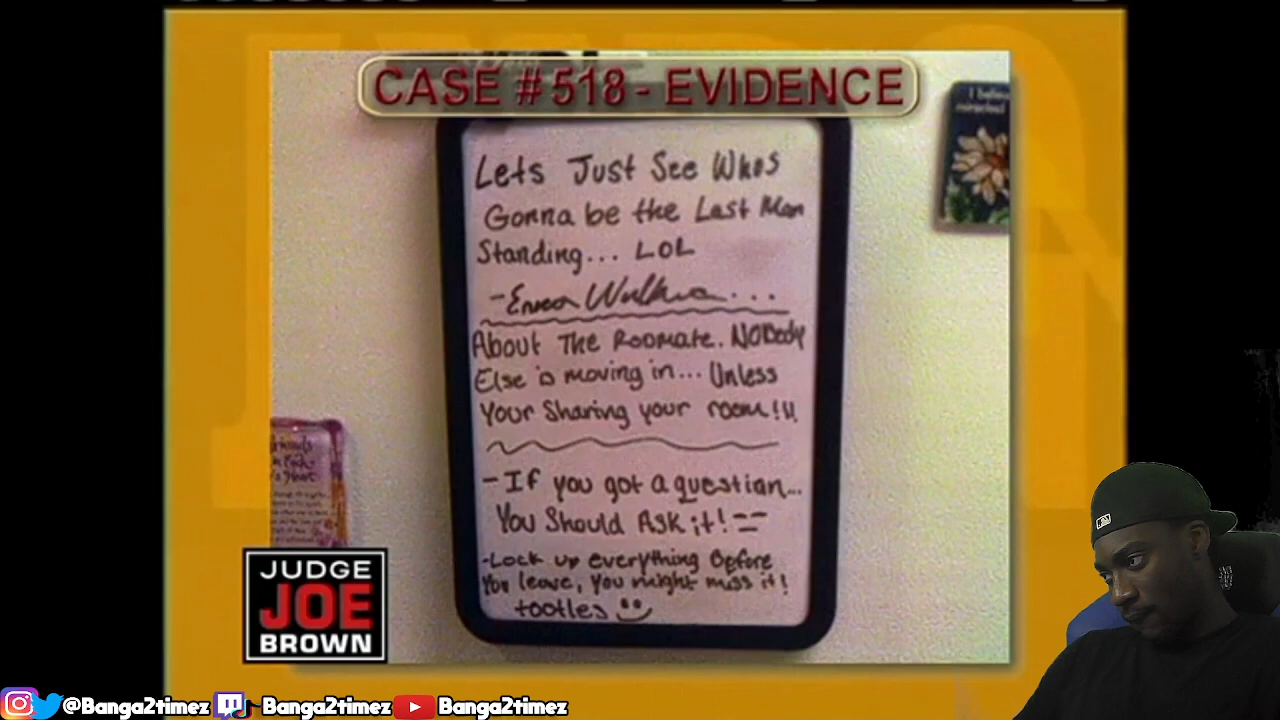 CASE #518 - EVIDENCE
I believe
miracles!
Lets Just See Whos
Gonna be the Last Man
Standing... LOL
About The Roomate. NOBody
Else is moving in... Unless
Your Sharing your room!!!
-If you got a question...
You Should Ask it! ==
-Lock up everything Before
You leave, you might miss it!
tootles
JUDGE
JOE
BROWN
@Banga2timez
Banga2timez
Banga2timez